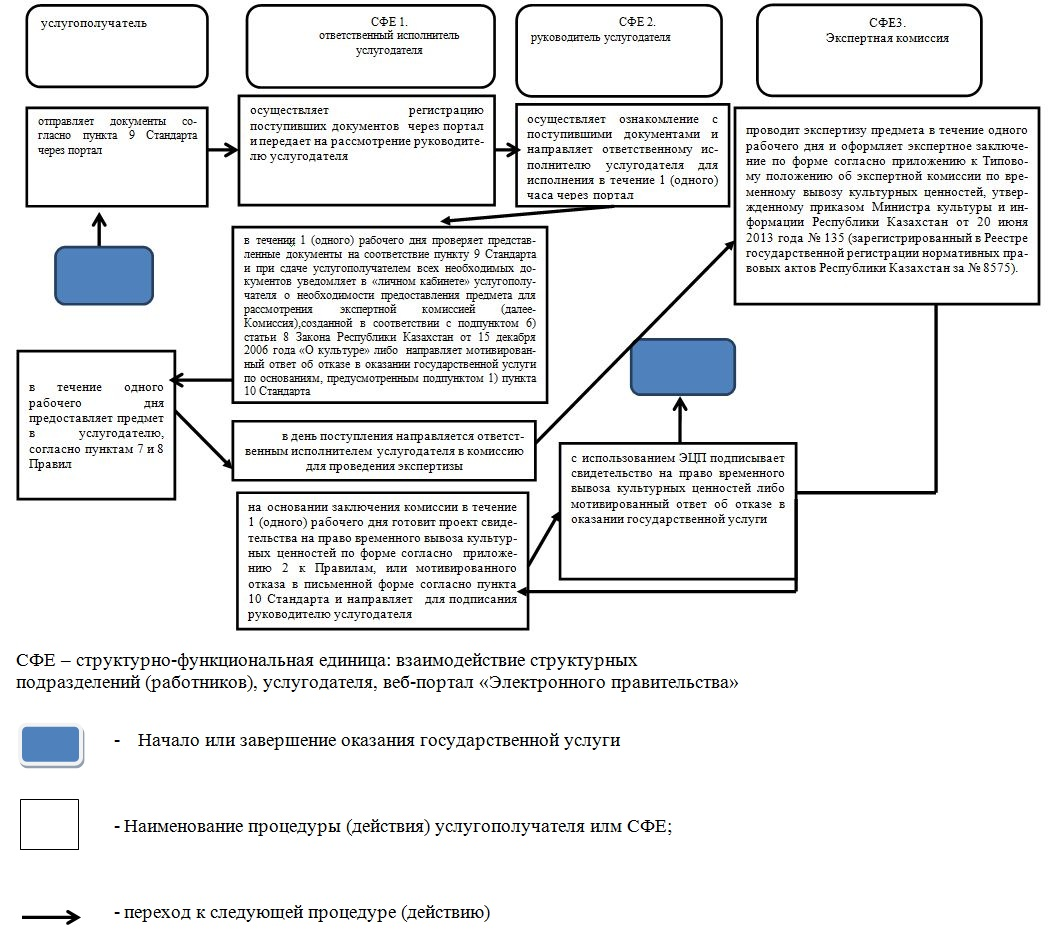 услугополучатель
СФЕ 1.
ответственный исполнитель
услугодателя
СФЕ 2.
руководитель услугодателя
СФЕ3.
Экспертная комиссия
отправляет документы со-
гласно пункта 9 Стандарта
через портал
осуществляет регистрацию
поступивших документов через портал
и передает на рассмотрение руководите-
лю услугодателя
осуществляет ознакомление с
поступившими документами и
направляет ответственному ис-
полнителю услугодателя для
исполнения в течение 1 (одного)
часа через портал
проводит экспертизу предмета в течение одного
рабочего дня и оформляет экспертное заключе-
ние по форме согласно приложению к Типово-
му положению об экспертной комиссии по вре-
менному вывозу культурных ценностей, утвер-
жденному приказом Министра культуры и ин-
формации Республики Казахстан от 20 июня
2013 года № 135 (зарегистрированный в Реестре
государственной регистрации нормативных пра-
вовых актов Республики Казахстан за № 8575).
в течении 1 (одного) рабочего дня проверяет представ-
ленные документы на соответствие пункту 9 Стандарта
и при сдаче услугополучателем всех необходимых до-
кументов уведомляет в «личном кабинете» услугополу-
чателя о необходимости предоставления предмета для
рассмотрения экспертной комиссией (далее-
Комиссия),созданной в соответствии с подпунктом 6)
статьи 8 Закона Республики Казахстан от 15 декабря
2006 года «О культуре» либо направляет мотивирован-
ный ответ об отказе в оказании государственной услуги
по основаниям, предусмотренным подпунктом 1) пункта
10 Стандарта
в течение одного
рабочего дня
предоставляет предмет
в услугодателю,
согласно пунктам 7 и 8
Правил
в день поступления направляется ответст-
венным исполнителем услугодателя в комиссию
для проведения экспертизы
с использованием ЭЦП подписывает
свидетельство на право временного
вывоза культурных ценностей либо
мотивированный ответ об отказе в
оказании государственной услуги
на основании заключения комиссии в течение
1 (одного) рабочего дня готовит проект свиде-
тельства на право временного вывоза культур-
ных ценностей по форме согласно приложе-
нию 2 к Правилам, или мотивированного
отказа в письменной форме согласно пункта
10 Стандарта и направляет для подписания
руководителю услугодателя
СФЕ – структурно-функциональная единица: взаимодействие структурных
подразделений (работников), услугодателя, веб-портал «Электронного правительства»
- Начало или завершение оказания государственной услуги
- Наименование процедуры (действия) услугополучателя илм СФЕ;
- переход к следующей процедуре (действию)